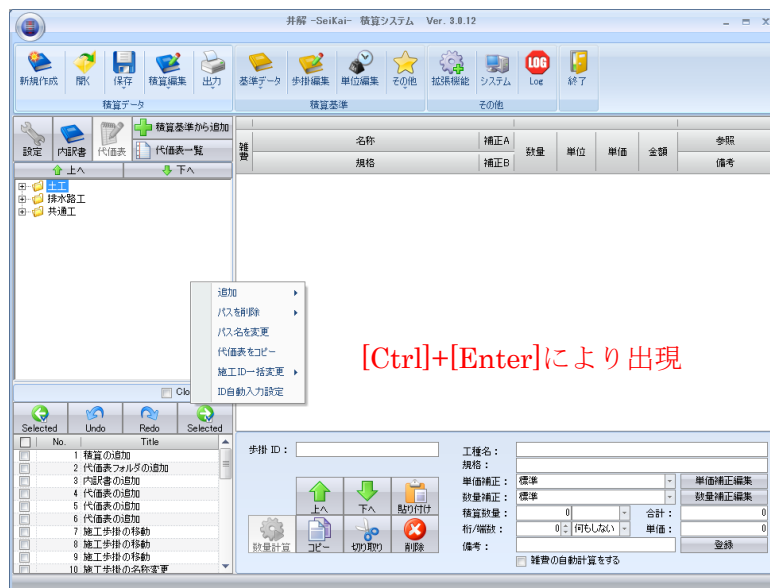 井解 -SeiKai- 積算システム Ver. 3.0.12
新規作成 開く 保存 積算編集 出力 基準データ 歩掛編集 単位編集 その他 拡張機能 システム LOG Log 終了
積算データ 積算基準 その他
設定 内訳書 代価表 積算基準から追加
代価表一覧
上へ 下へ
雑費 名称 補正A 数量 単位 単価 金額 参照
規格 補正B 備考
土工
排水路工
共通工
追加
パスを削除
パス名を変更
代価表をコピー
施工ID一括変更
ID自動入力設定
[Ctrl]+[Enter]により出現
Clo
Selected Undo Redo Selected
No. Title
1 積算の追加
2 代価表フォルダの追加
3 内訳書の追加
4 代価表の追加
5 代価表の追加
6 代価表の追加
7 施工歩掛の移動
8 施工歩掛の移動
9 施工歩掛の移動
10 施工歩掛の名称変更
歩掛 ID：
上へ 下へ 貼り付け
数量計算 コピー 切り取り 削除
工種名：
規格：
単価補正： 標準 単価補正編集
数量補正： 標準 数量補正編集
積算数量： 0 合計： 0
桁/端数： 0 何もしない 単価： 0
備考： 登録
雑費の自動計算をする